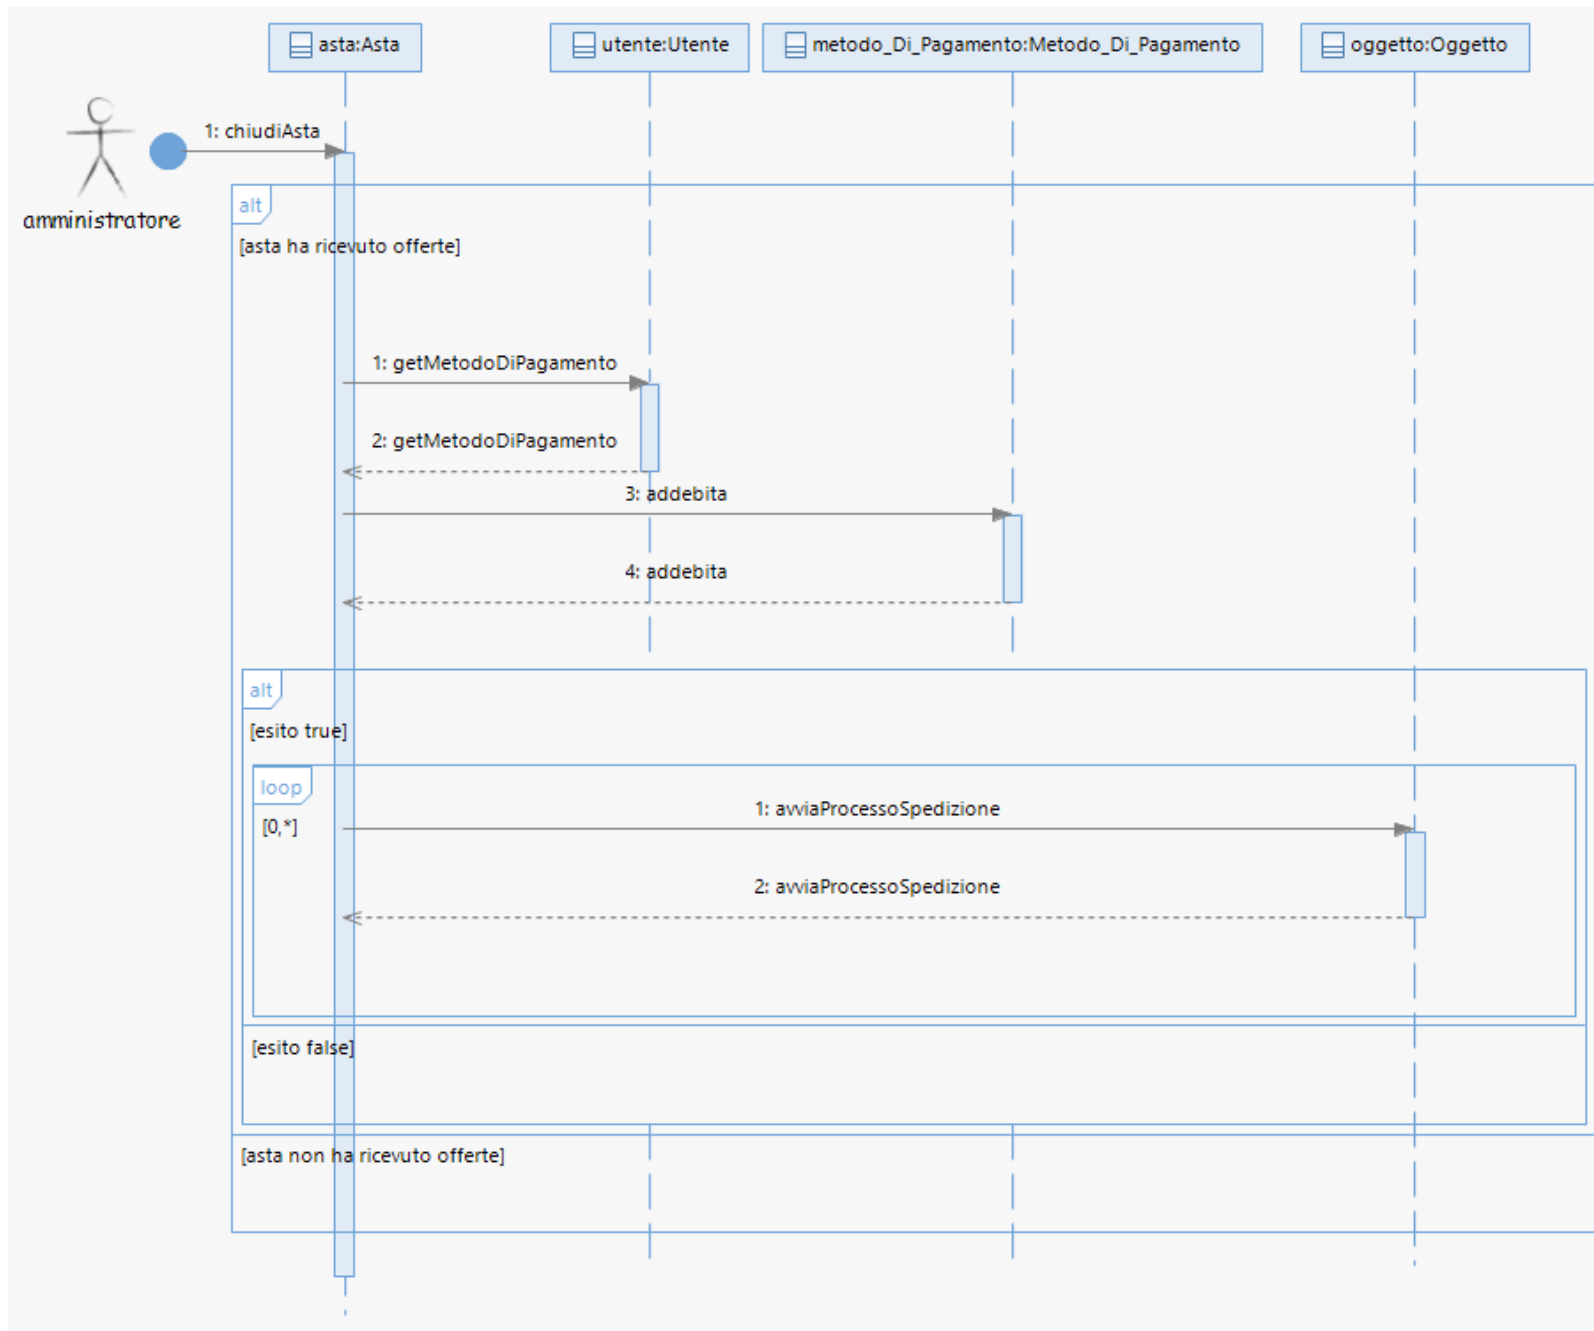 asta:Asta
utente:Utente
metodo_Di_Pagamento:Metodo_Di_Pagamento
oggetto:Oggetto
1: chiudiAsta
amministratore
alt
[asta ha ricevuto offerte]
1: getMetodoDiPagamento
2: getMetodoDiPagamento
3: addebita
4: addebita
alt
[esito true]
loop
1: avviaProcessoSpedizione
[0,*]
2: avviaProcessoSpedizione
[esito false]
[asta non ha ricevuto offerte]